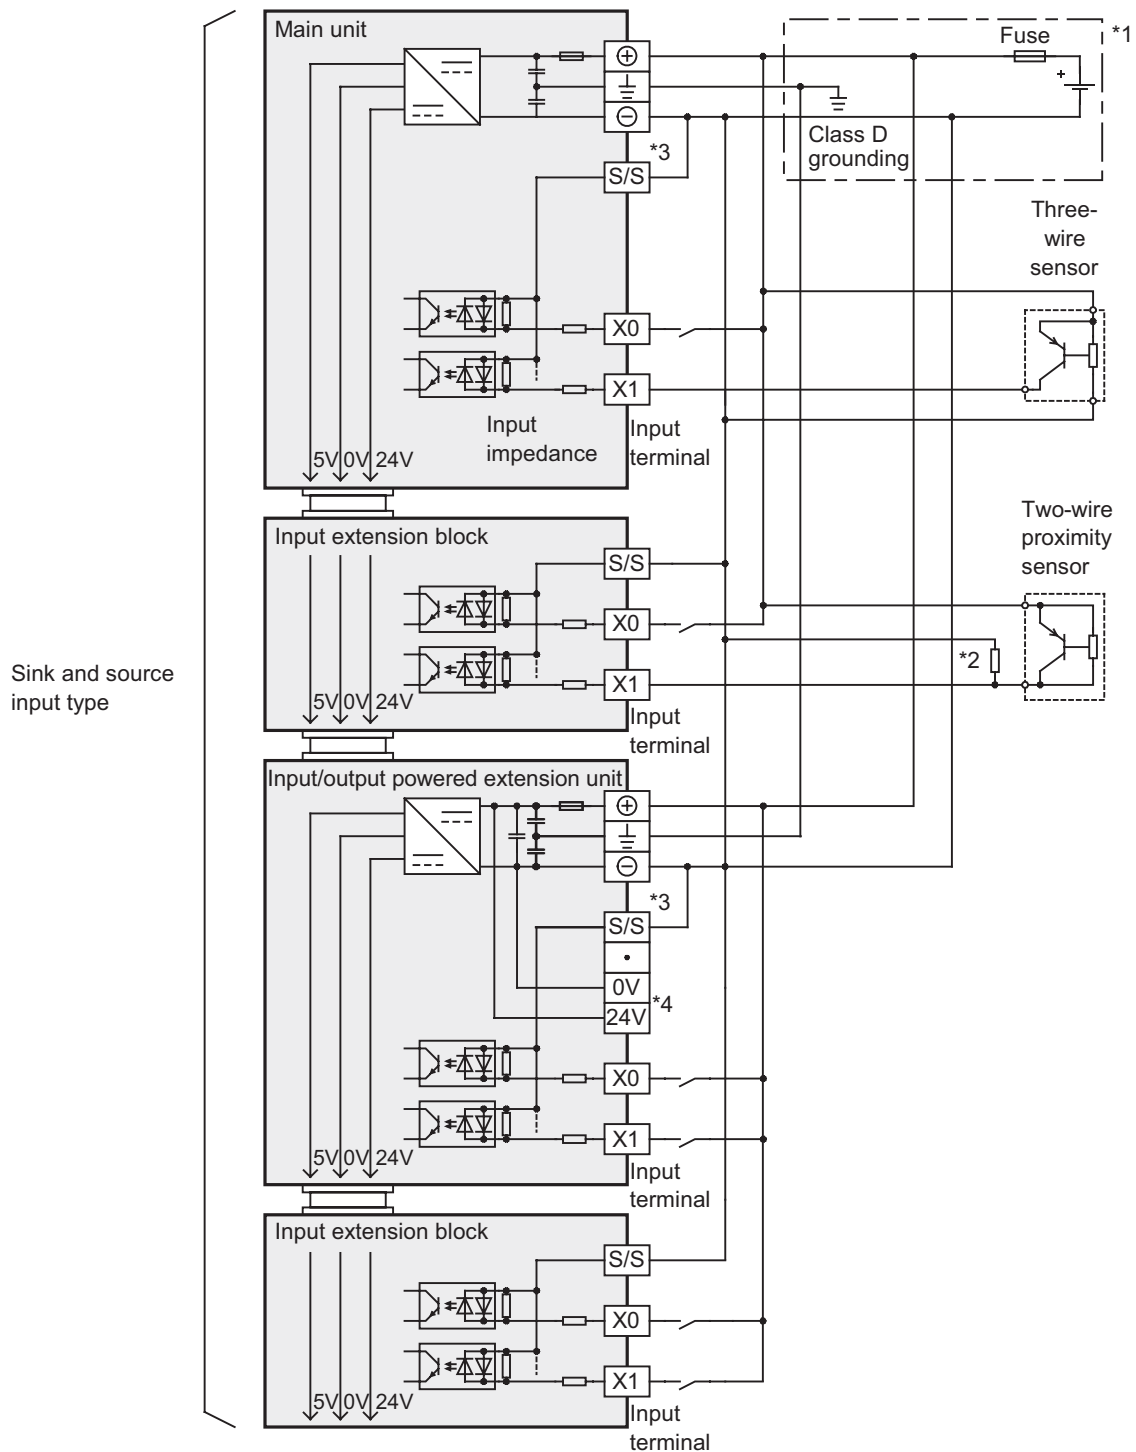 Main unit
Fuse
*1
+
Class D
grounding
*3
S/S
Three-
wire
sensor
X0
X1
Input
impedance
Input
terminal
5V 0V 24V
Input extension block
S/S
Two-wire
proximity
sensor
X0
*2
X1
Sink and source
input type
5V 0V 24V
Input
terminal
Input/output powered extension unit
*3
S/S
0V
*4
24V
X0
X1
5V 0V 24V
Input
terminal
Input extension block
S/S
X0
X1
5V 0V 24V
Input
terminal